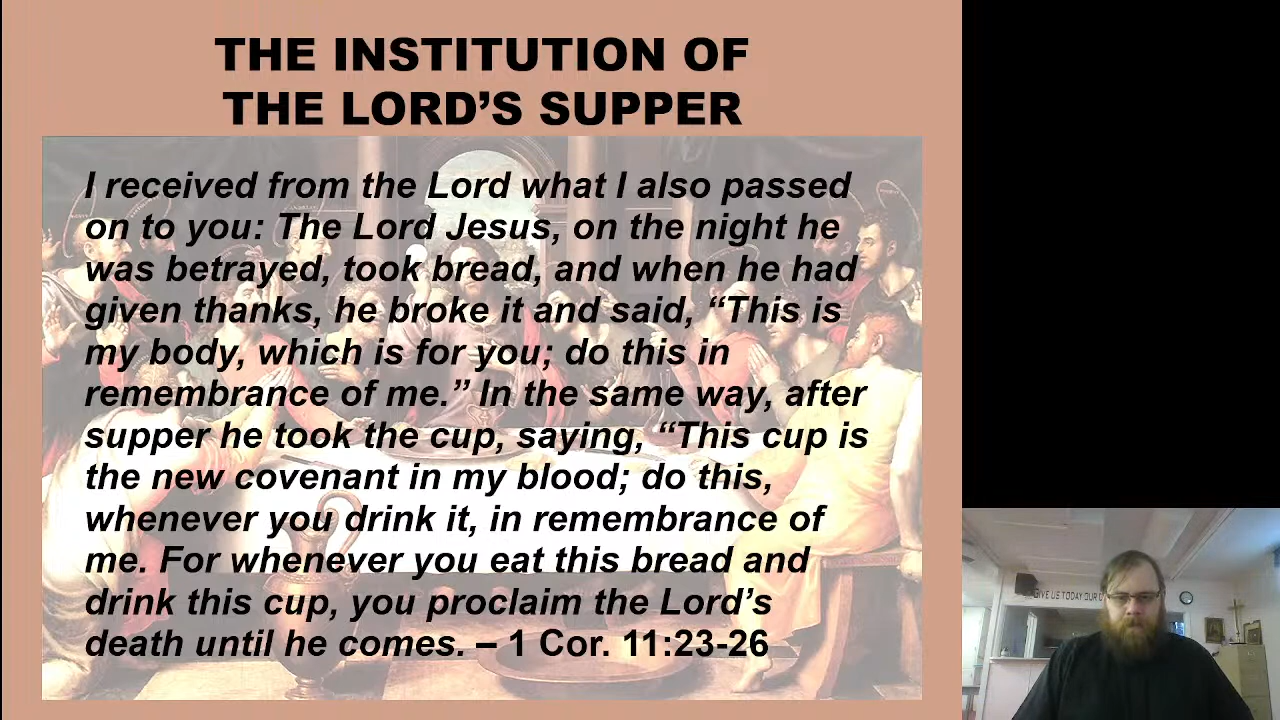 THE INSTITUTION OF
THE LORD’S SUPPER
I received from the Lord what I also passed
on to you: The Lord Jesus, on the night he
was betrayed, took bread, and when he had
given thanks, he broke it and said, “This is
my body, which is for you; do this in
remembrance of me.” In the same way, after
supper he took the cup, saying, “This cup is
the new covenant in my blood; do this,
whenever you drink it, in remembrance of
me. For whenever you eat this bread and
drink this cup, you proclaim the Lord’s
death until he comes. – 1 Cor. 11:23-26
GIVE US TODAY OUR